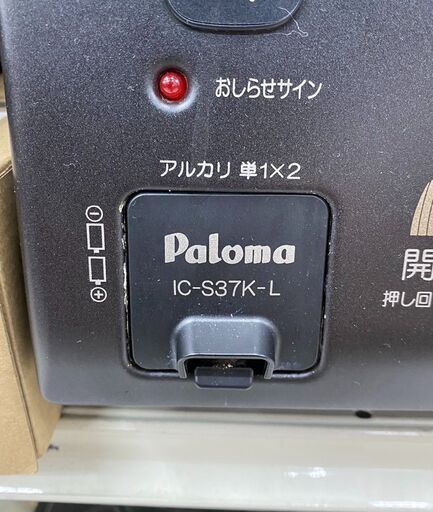 おしらせサイン
アルカリ 単1×2
Paloma
IC-S37K-L
開
押し回